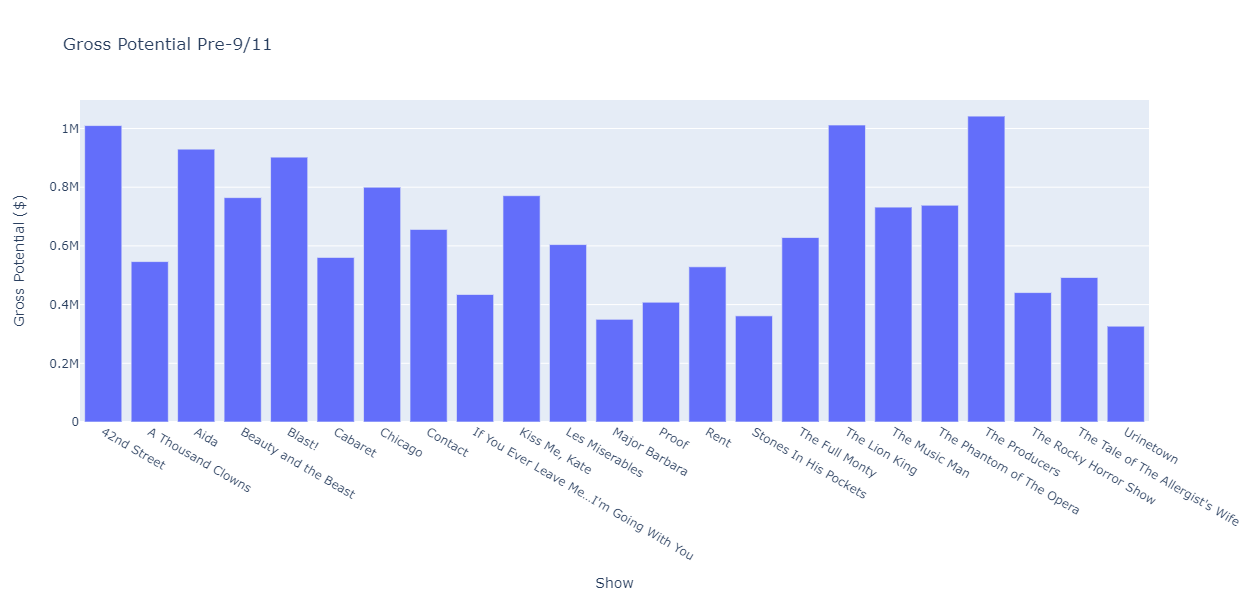 Gross Potential Pre-9/11
Gross Potential ($)
1M
0.8M
0.6M
0.4M
0.2M
0
42nd Street
A Thousand Clowns
Aida
Beauty and the Beast
Blast!
Cabaret
Chicago
Contact
If You Ever Leave Me...I'm Going With You
Kiss Me, Kate
Les Miserables
Major Barbara
Proof
Rent
Stones In His Pockets
The Full Monty
The Lion King
The Music Man
The Phantom of The Opera
The Producers
The Rocky Horror Show
The Tale of The Allergist's Wife
Urinetown
Show